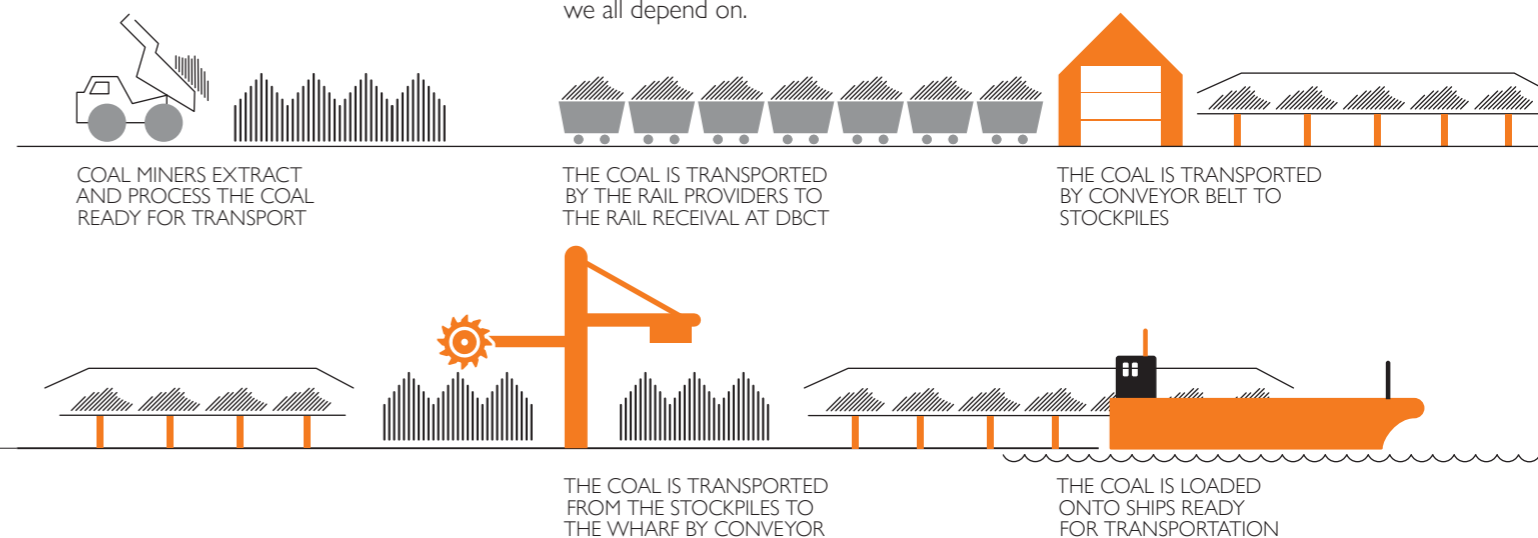 we all depend on.
COAL MINERS EXTRACT
AND PROCESS THE COAL
READY FOR TRANSPORT
THE COAL IS TRANSPORTED
BY THE RAIL PROVIDERS TO
THE RAIL RECEIVAL AT DBCT
THE COAL IS TRANSPORTED
BY CONVEYOR BELT TO
STOCKPILES
THE COAL IS TRANSPORTED
FROM THE STOCKPILES TO
THE WHARF BY CONVEYOR
THE COAL IS LOADED
ONTO SHIPS READY
FOR TRANSPORTATION